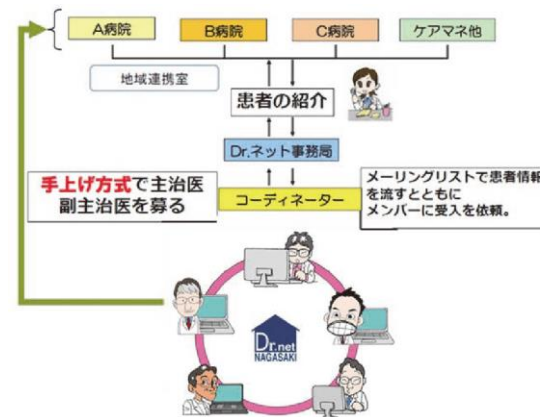 A病院
B病院
C病院
ケアマネ他
地域連携室
患者の紹介
Dr.ネット事務局
手上げ方式で主治医
副主治医を募る
コーディネーター
メーリングリストで患者情報
を流すとともに
メンバーに受入を依頼。
Dr.net
NAGASAKI